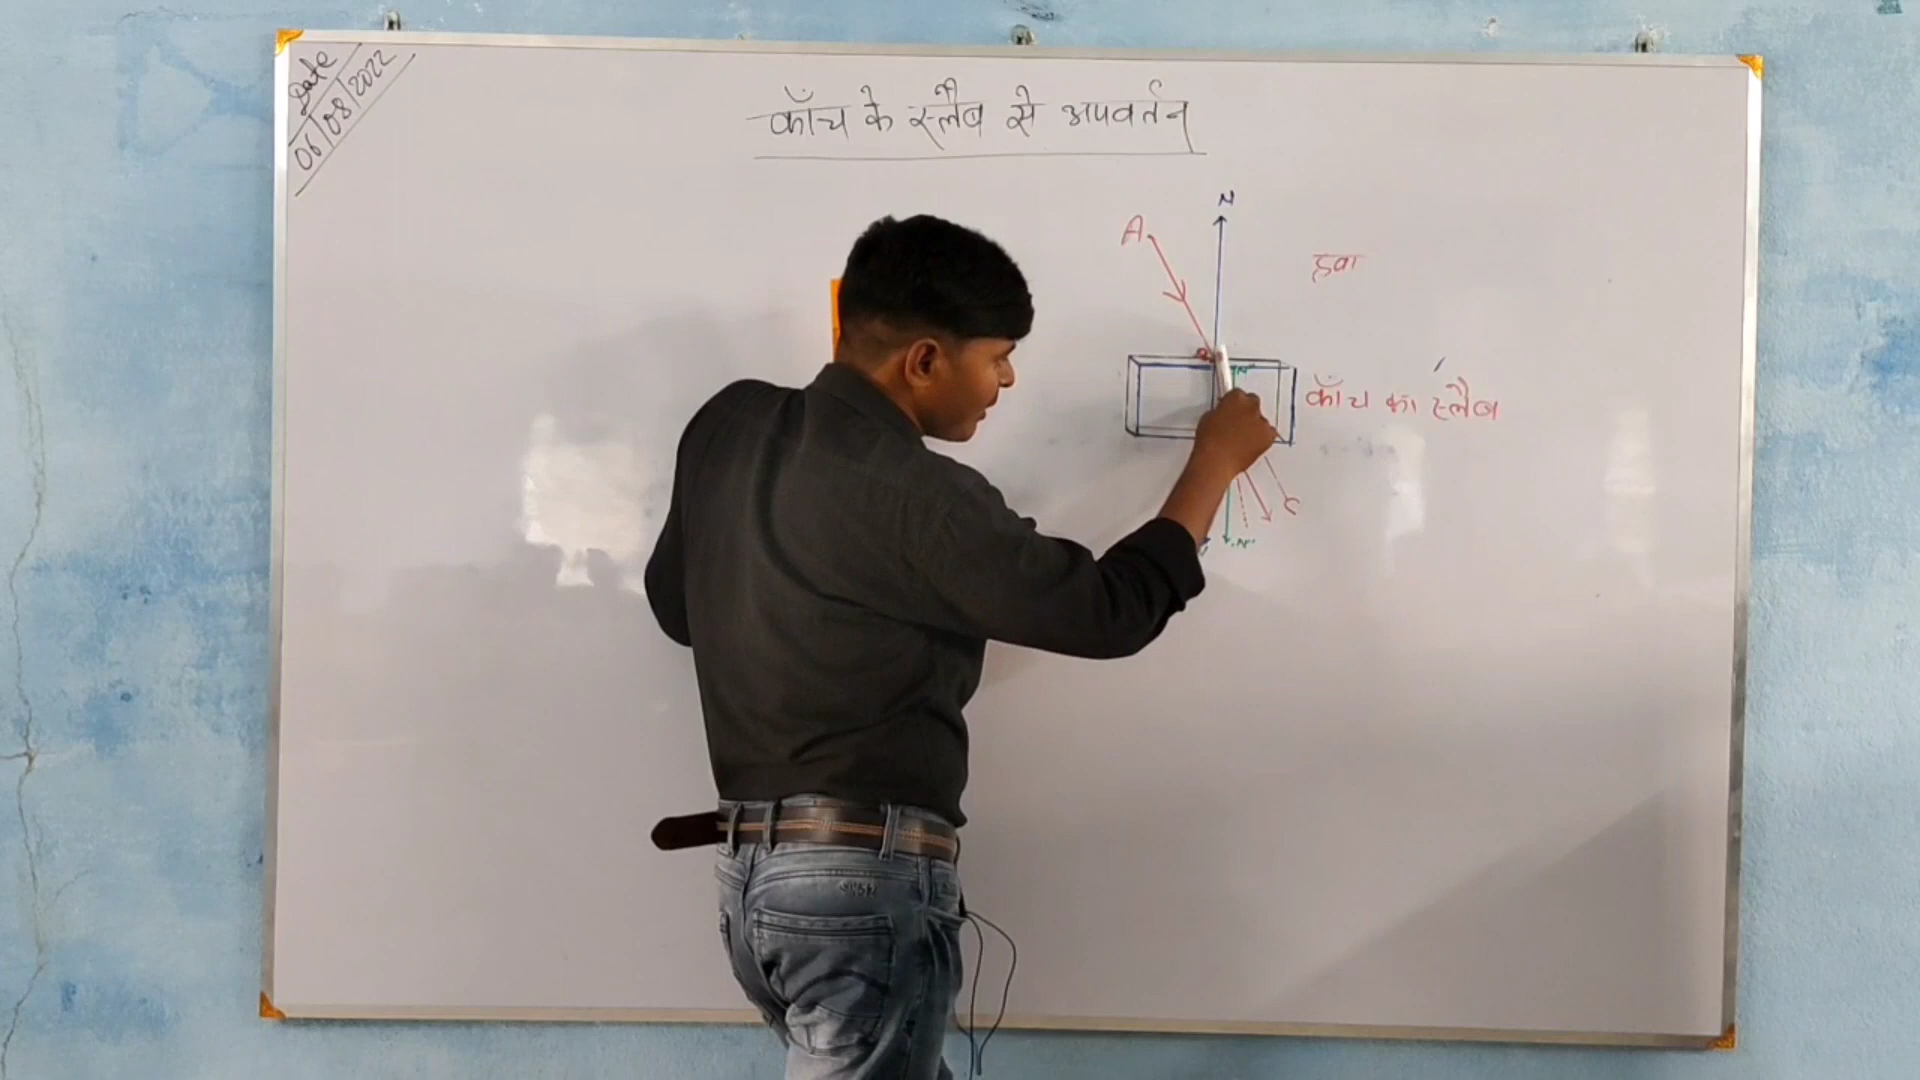 Date
06/08/2022
काँच के स्लैब से अपवर्तन
N
A
हवा
N'
काँच का स्लैब
C
N'